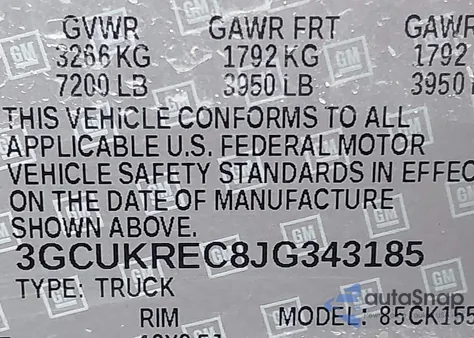 GVWR GAWR FRT GAWR
3266 KG 1792 KG 1792
7200 LB 3950 LB 3950
THIS VEHICLE CONFORMS TO ALL
APPLICABLE U.S. FEDERAL MOTOR
VEHICLE SAFETY STANDARDS IN EFFEC
ON THE DATE OF MANUFACTURE
SHOWN ABOVE.
3GCUKREC8JG343185
TYPE: TRUCK
autoSnap
RIM MODEL: 85CK155
GM